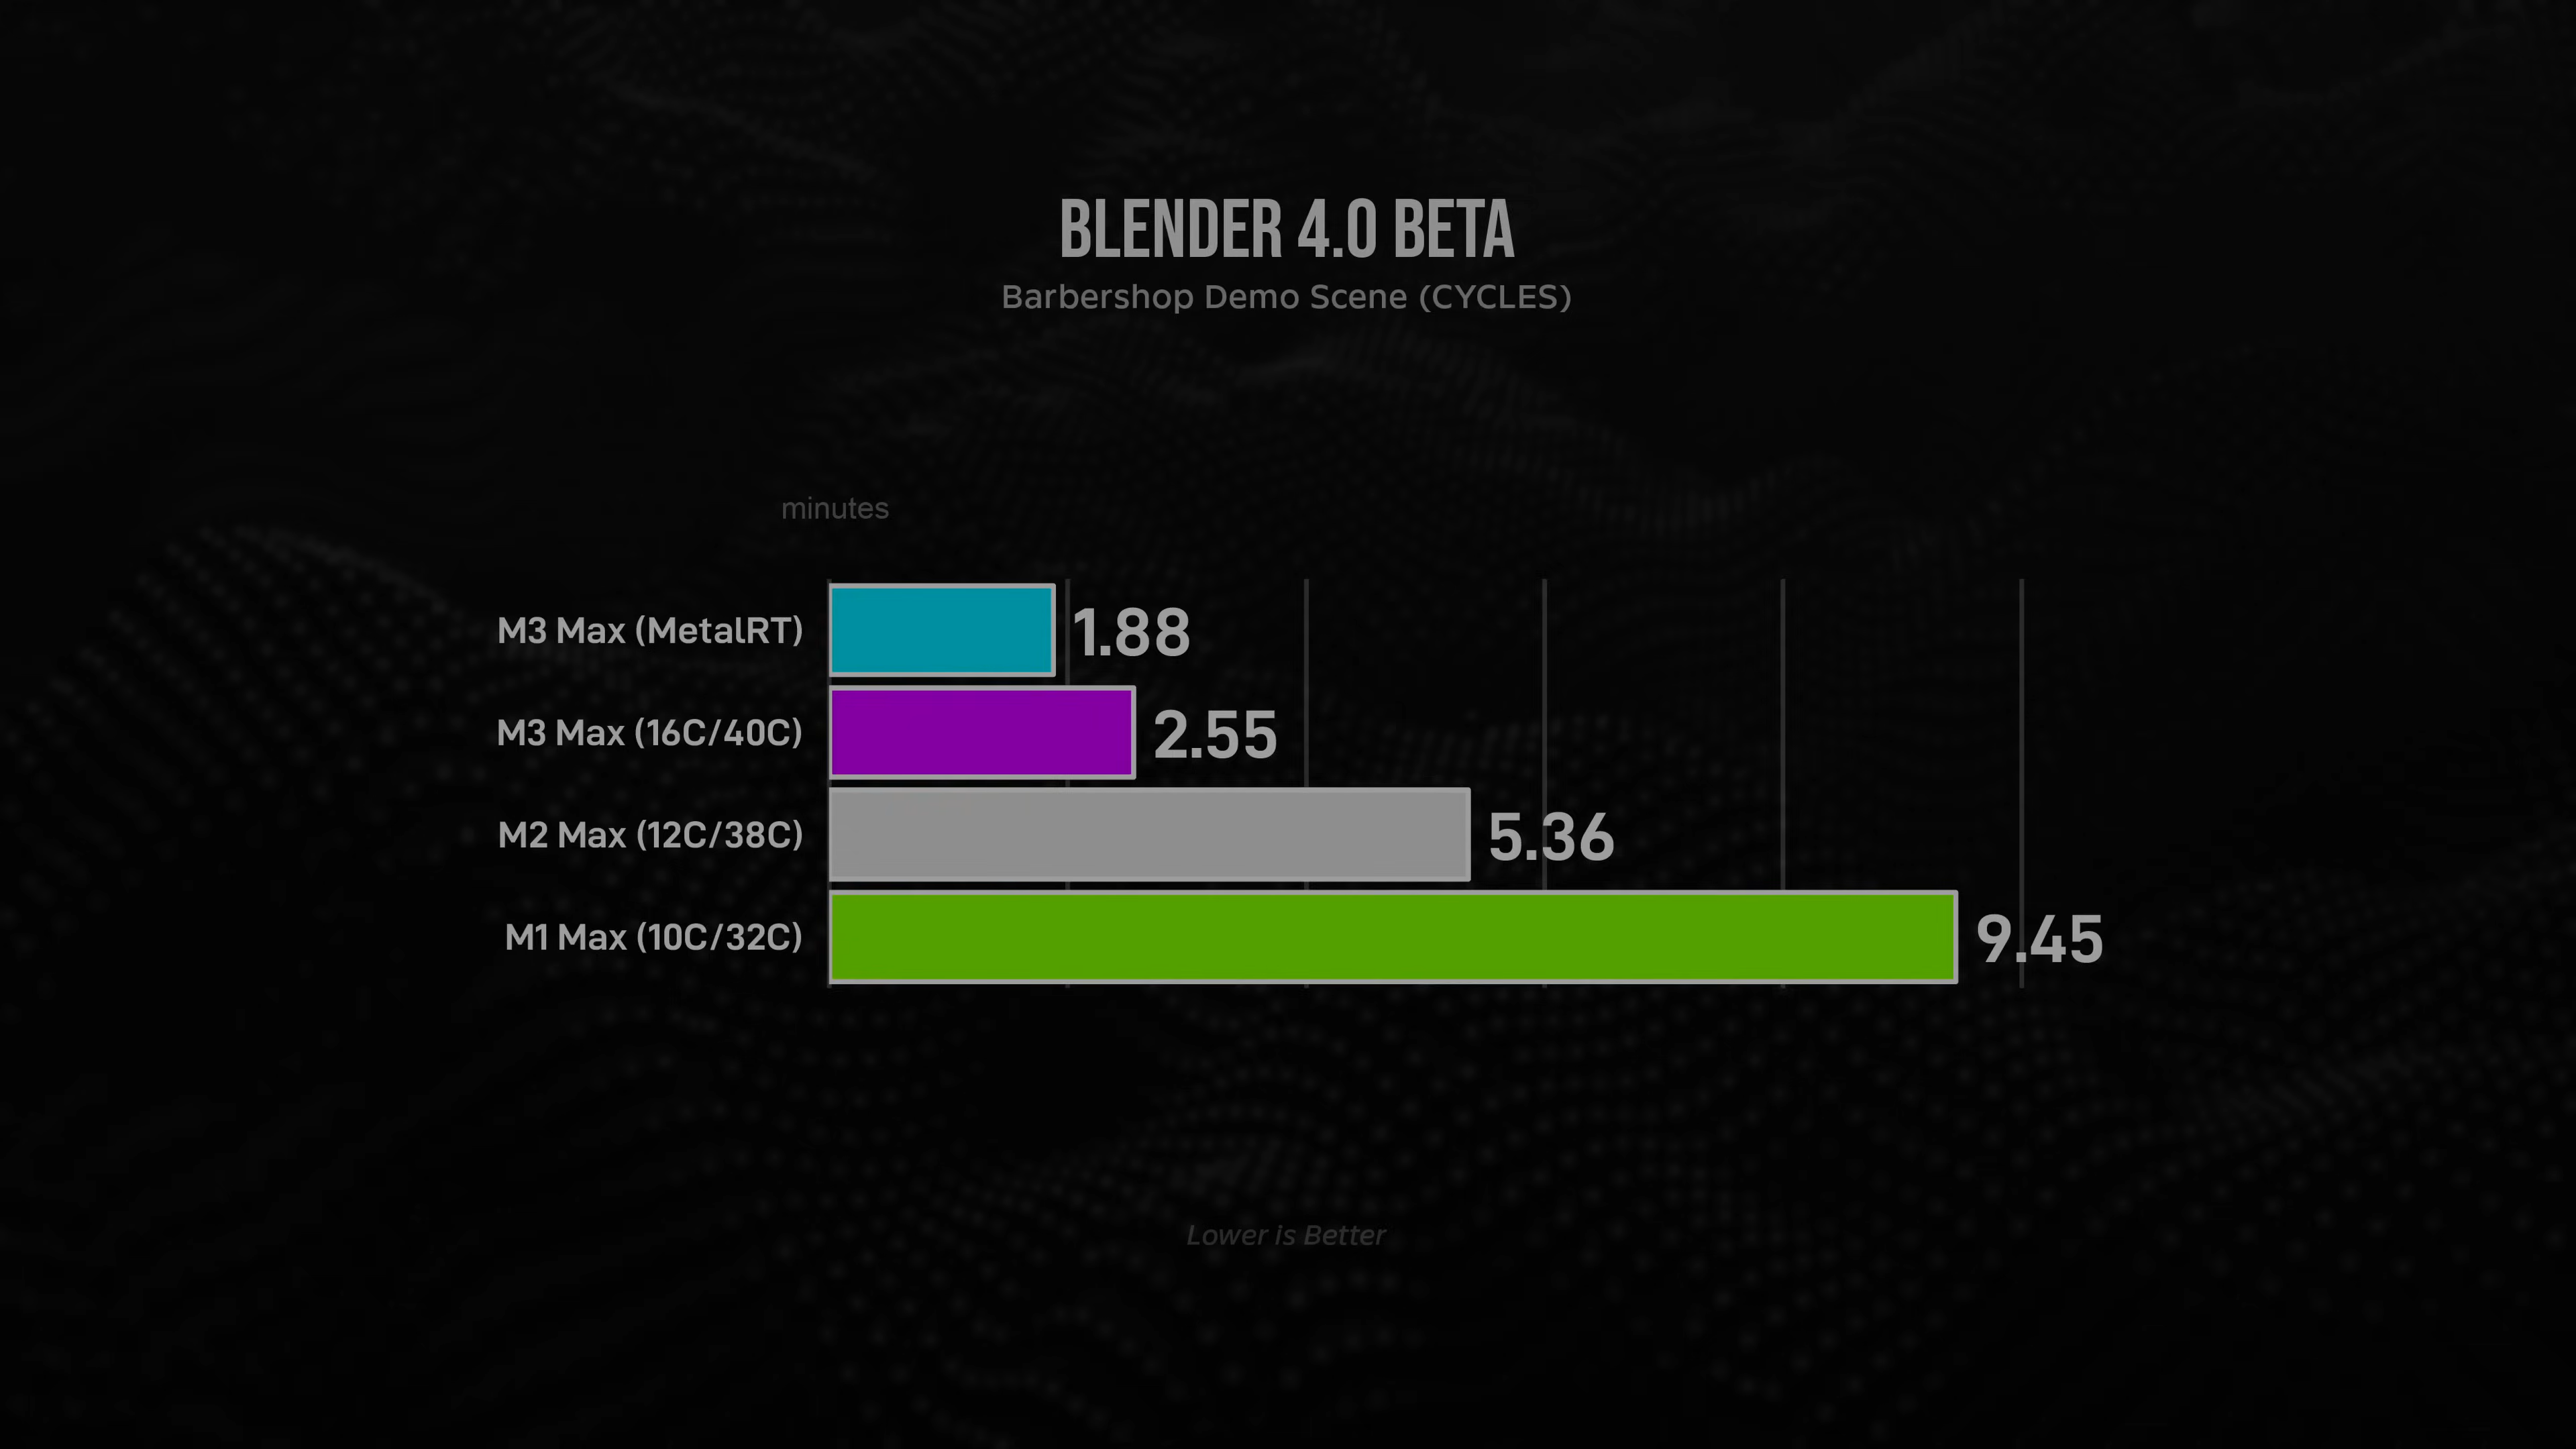 BLENDER 4.0 BETA
Barbershop Demo Scene (CYCLES)
minutes
M3 Max (MetalRT) 1.88
M3 Max (16C/40C) 2.55
M2 Max (12C/38C) 5.36
M1 Max (10C/32C) 9.45
Lower is Better